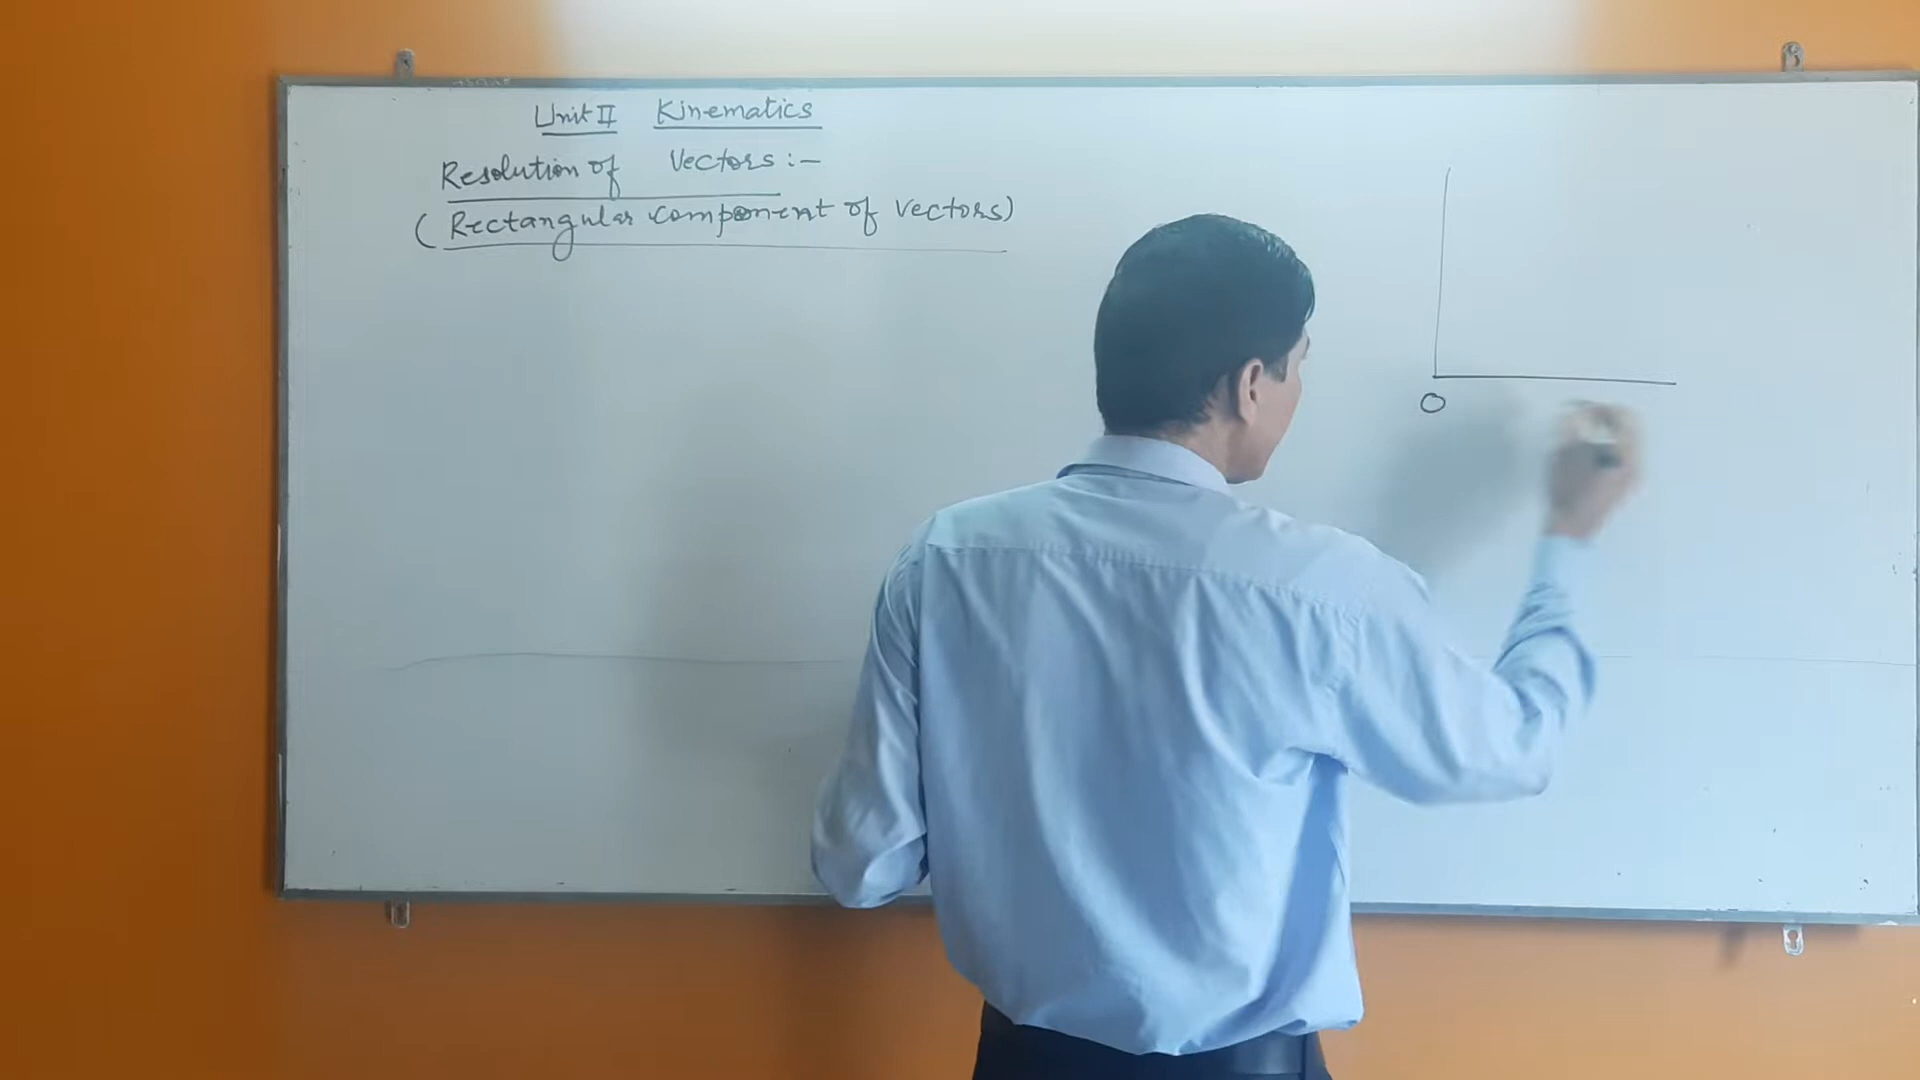 Unit II Kinematics
Resolution of Vectors :-
( Rectangular component of vectors)
O